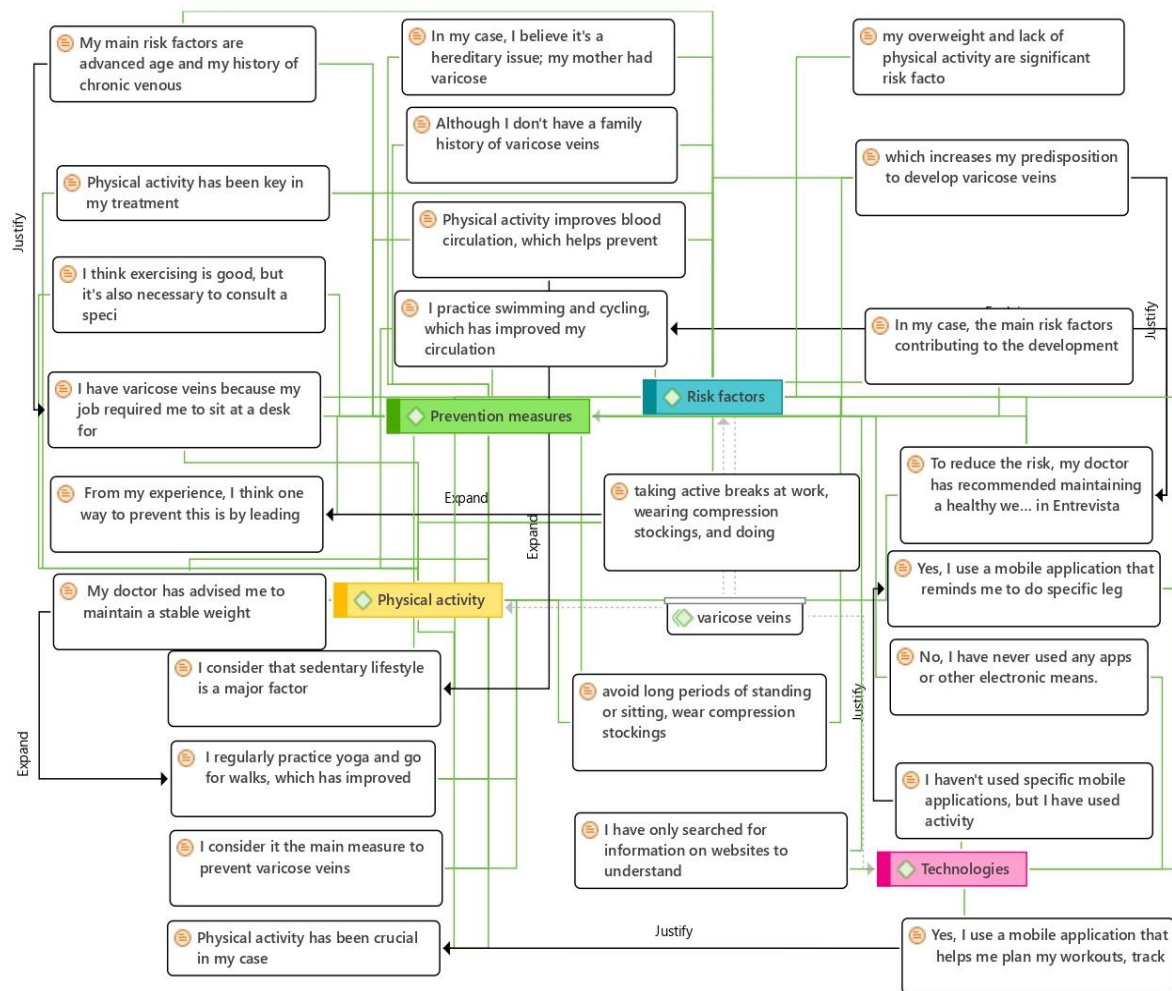 My main risk factors are
advanced age and my history of
chronic venous
In my case, I believe it's a
hereditary issue; my mother had
varicose
my overweight and lack of
physical activity are significant
risk facto
Although I don't have a family
history of varicose veins
which increases my predisposition
to develop varicose veins
Physical activity has been key in
my treatment
Justify
Physical activity improves blood
circulation, which helps prevent
I think exercising is good, but
it's also necessary to consult a
speci
I practice swimming and cycling,
which has improved my
circulation
In my case, the main risk factors
contributing to the development
Justify
I have varicose veins because my
job required me to sit at a desk
for
Risk factors
Prevention measures
To reduce the risk, my doctor
has recommended maintaining
a healthy we... in Entrevista
From my experience, I think one
way to prevent this is by leading
Expand
Expand
taking active breaks at work,
wearing compression
stockings, and doing
Yes, I use a mobile application that
reminds me to do specific leg
My doctor has advised me to
maintain a stable weight
Physical activity
varicose veins
I consider that sedentary lifestyle
is a major factor
No, I have never used any apps
or other electronic means.
avoid long periods of standing
or sitting, wear compression
stockings
Justify
Expand
I regularly practice yoga and go
for walks, which has improved
I haven't used specific mobile
applications, but I have used
activity
I consider it the main measure to
prevent varicose veins
I have only searched for
information on websites to
understand
Technologies
Physical activity has been crucial
in my case
Justify
Yes, I use a mobile application that
helps me plan my workouts, track